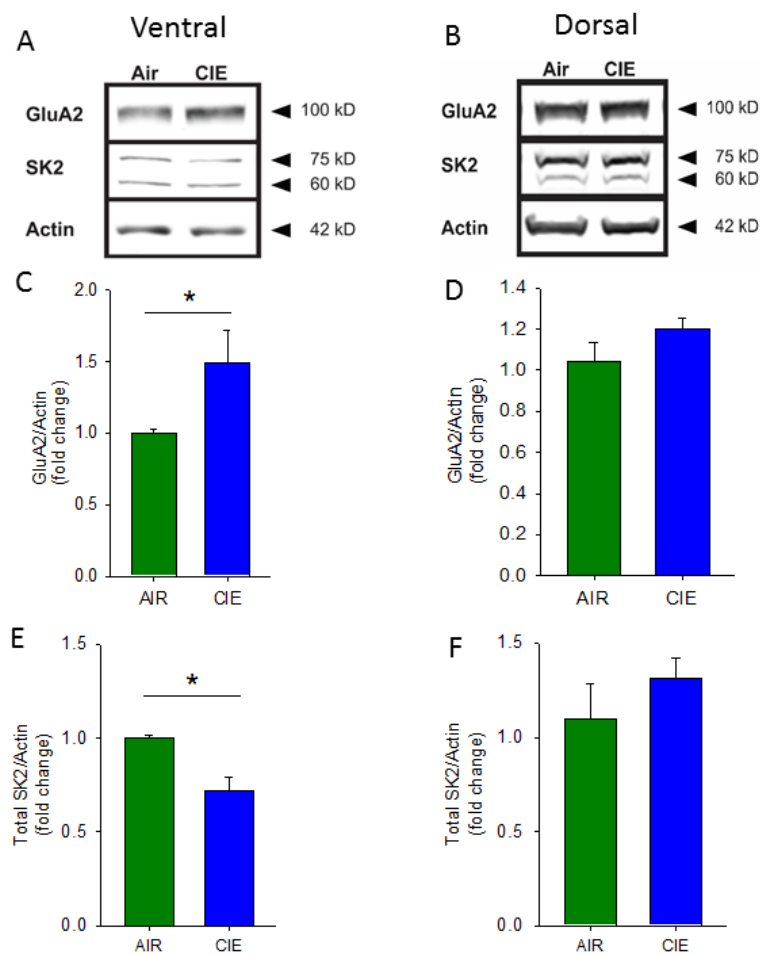 A Ventral
Air CIE
GluA2 100 kD
SK2 75 kD
60 kD
Actin 42 kD
B Dorsal
Air CIE
GluA2 100 kD
SK2 75 kD
60 kD
Actin 42 kD
C
GluA2/Actin
(fold change)
2.0
1.5
1.0
0.5
0.0
*
AIR CIE
D
GluA2/Actin
(fold change)
1.4
1.2
1.0
0.8
0.6
0.4
0.2
0.0
AIR CIE
E
Total SK2/Actin
(fold change)
1.5
1.0
0.5
0.0
*
AIR CIE
F
Total SK2/Actin
(fold change)
1.5
1.0
0.5
0.0
AIR CIE